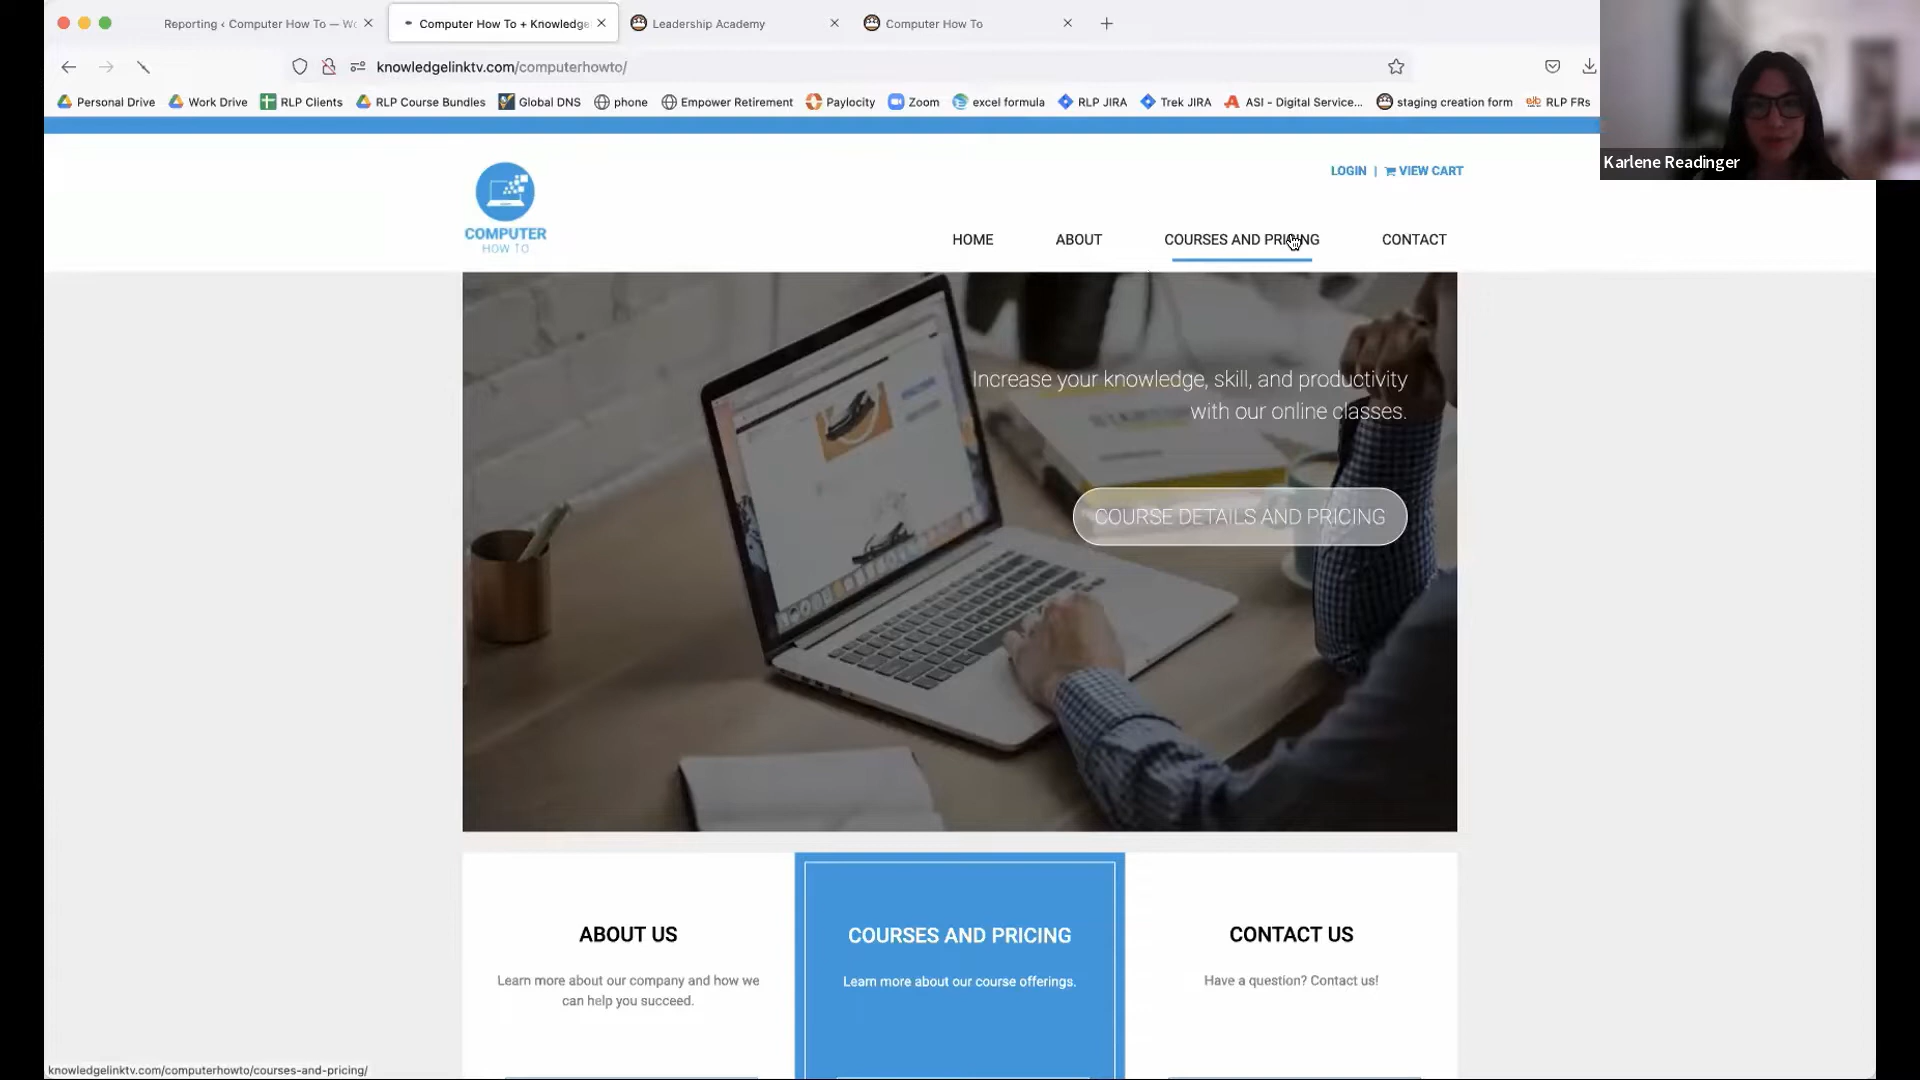 Reporting ‹ Computer How To — Wo
Computer How To + Knowledge
Leadership Academy
Computer How To
knowledgelinktv.com/computerhowto/
Personal Drive
Work Drive
RLP Clients
RLP Course Bundles
Global DNS
phone
Empower Retirement
Paylocity
Zoom
excel formula
RLP JIRA
Trek JIRA
ASI - Digital Service...
staging creation form
RLP FRs
Karlene Readinger
LOGIN | VIEW CART
COMPUTER
HOW TO
HOME
ABOUT
COURSES AND PRICING
CONTACT
Increase your knowledge, skill, and productivity
with our online classes.
COURSE DETAILS AND PRICING
ABOUT US
Learn more about our company and how we
can help you succeed.
COURSES AND PRICING
Learn more about our course offerings.
CONTACT US
Have a question? Contact us!
knowledgelinktv.com/computerhowto/courses-and-pricing/